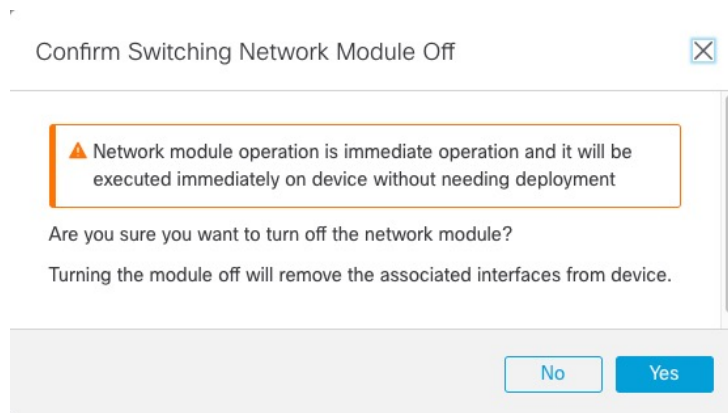 Confirm Switching Network Module Off
Network module operation is immediate operation and it will be
executed immediately on device without needing deployment
Are you sure you want to turn off the network module?
Turning the module off will remove the associated interfaces from device.
No
Yes